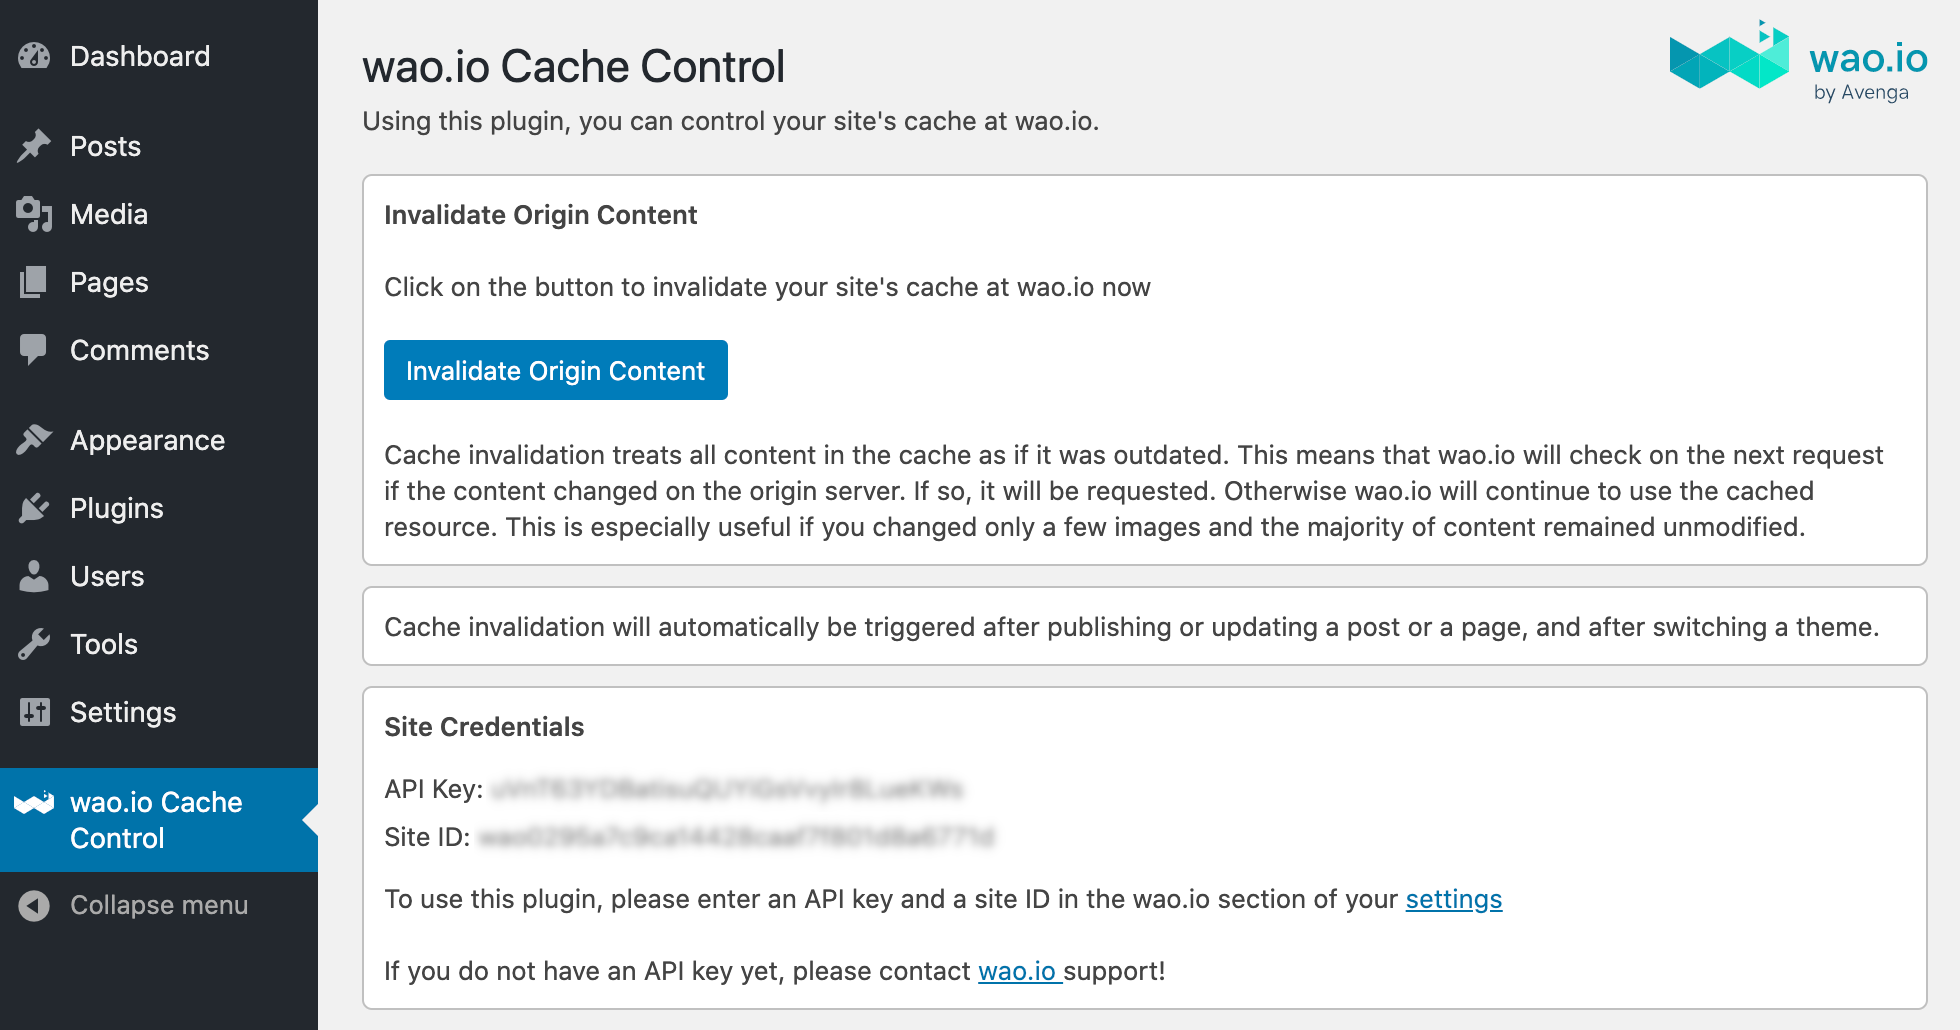 Dashboard
Posts
Media
Pages
Comments
Appearance
Plugins
Users
Tools
Settings
wao.io Cache
Control
Collapse menu
wao.io Cache Control
Using this plugin, you can control your site's cache at wao.io.
wao.io
by Avenga
Invalidate Origin Content
Click on the button to invalidate your site's cache at wao.io now
Invalidate Origin Content
Cache invalidation treats all content in the cache as if it was outdated. This means that wao.io will check on the next request
if the content changed on the origin server. If so, it will be requested. Otherwise wao.io will continue to use the cached
resource. This is especially useful if you changed only a few images and the majority of content remained unmodified.
Cache invalidation will automatically be triggered after publishing or updating a post or a page, and after switching a theme.
Site Credentials
API Key:
Site ID:
To use this plugin, please enter an API key and a site ID in the wao.io section of your settings
If you do not have an API key yet, please contact wao.io support!